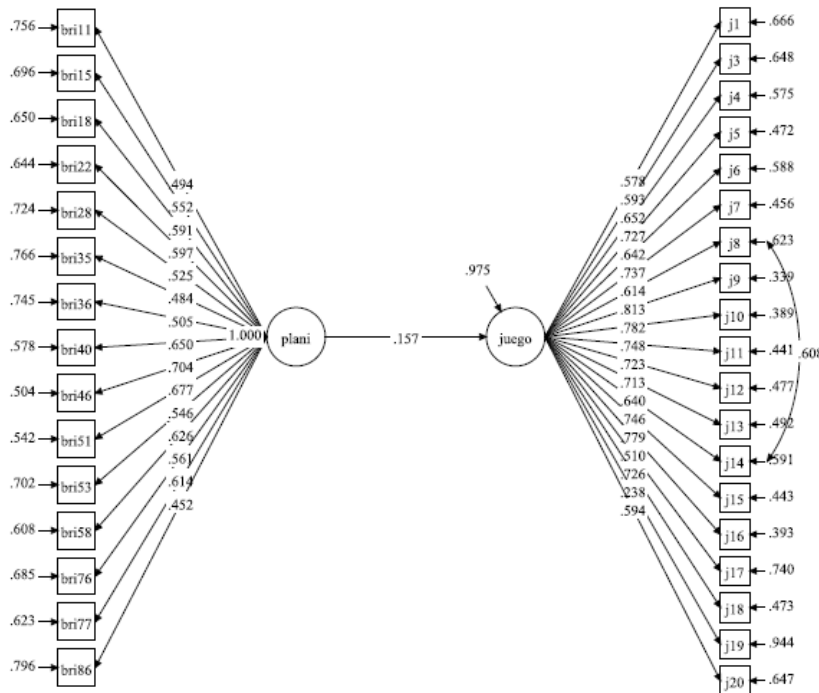 .756 bri11
.696 bri15
.650 bri18
.644 bri22
.724 bri28
.766 bri35
.745 bri36
.578 bri40
.504 bri46
.542 bri51
.702 bri53
.608 bri58
.685 bri76
.623 bri77
.796 bri86
.494
.552
.591
.597
.525
.484
.505
.650
.704
.677
.546
.626
.561
.614
.452
1.000
plani
.157
.975
juego
.578
.593
.652
.727
.642
.737
.614
.813
.782
.748
.723
.713
.640
.746
.779
.510
.726
.238
.594
j1 .666
j3 .648
j4 .575
j5 .472
j6 .588
j7 .456
j8 .623
j9 .339
j10 .389
j11 .441
j12 .477
j13 .492
j14 .591
j15 .443
j16 .393
j17 .740
j18 .473
j19 .944
j20 .647
.608